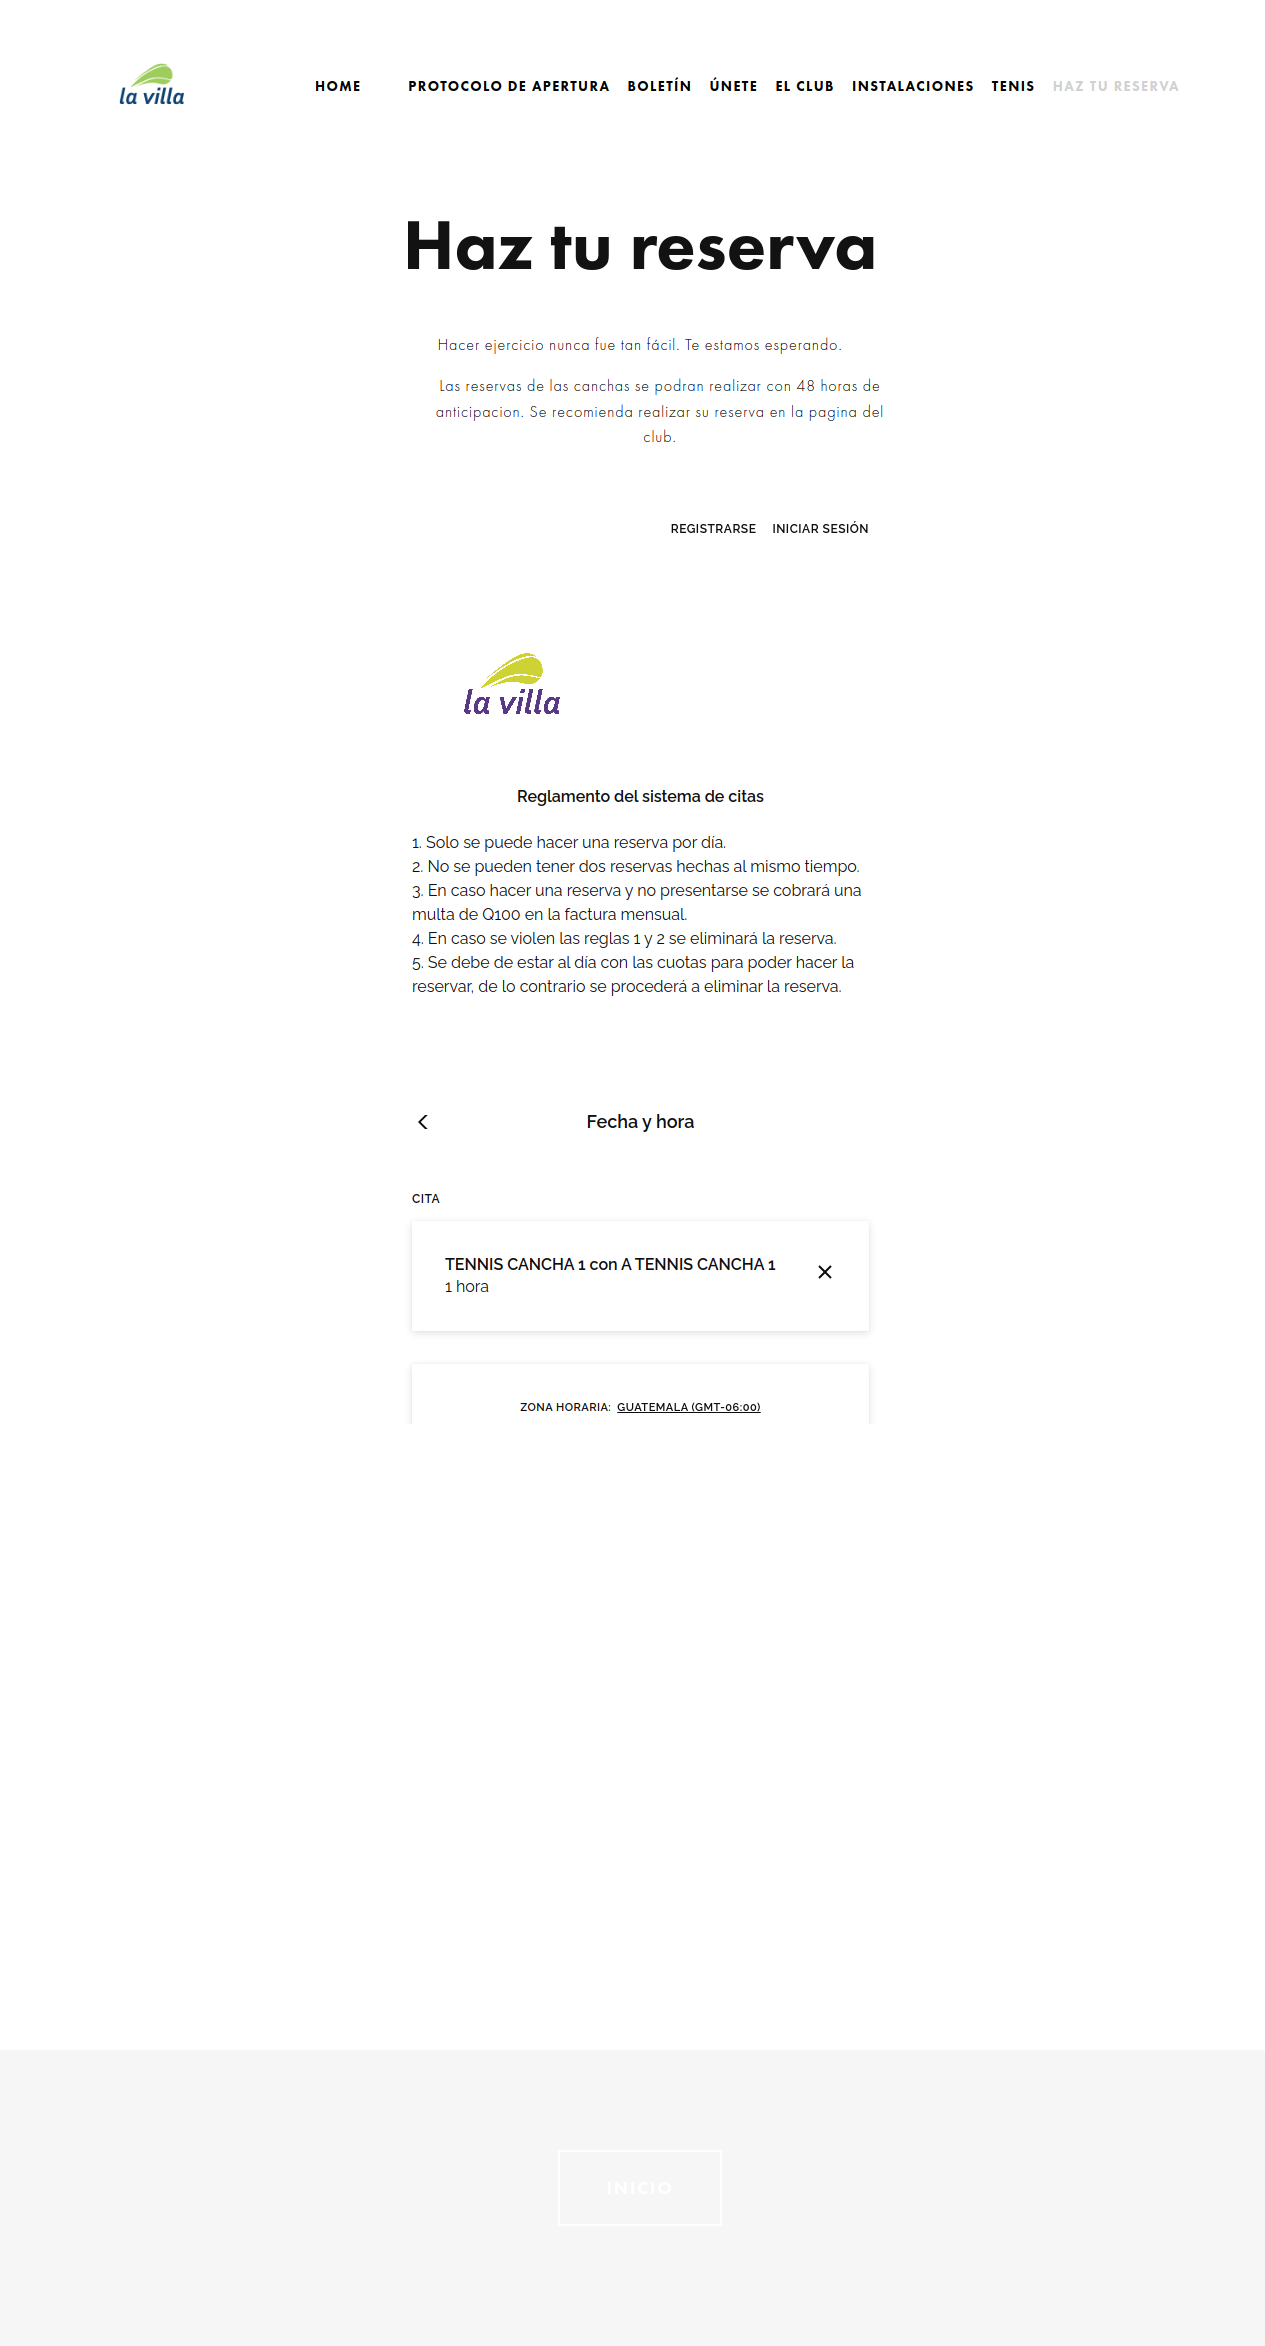 la villa
HOME PROTOCOLO DE APERTURA BOLETÍN ÚNETE EL CLUB INSTALACIONES TENIS HAZ TU RESERVA
Haz tu reserva
Hacer ejercicio nunca fue tan fácil. Te estamos esperando.
Las reservas de las canchas se podran realizar con 48 horas de
anticipacion. Se recomienda realizar su reserva en la pagina del
club.
REGISTRARSE INICIAR SESIÓN
la villa
Reglamento del sistema de citas
1. Solo se puede hacer una reserva por día.
2. No se pueden tener dos reservas hechas al mismo tiempo.
3. En caso hacer una reserva y no presentarse se cobrará una
multa de Q100 en la factura mensual.
4. En caso se violen las reglas 1 y 2 se eliminará la reserva.
5. Se debe de estar al día con las cuotas para poder hacer la
reservar, de lo contrario se procederá a eliminar la reserva.
Fecha y hora
CITA
TENNIS CANCHA 1 con A TENNIS CANCHA 1
1 hora
ZONA HORARIA: GUATEMALA (GMT-06:00)
INICIO